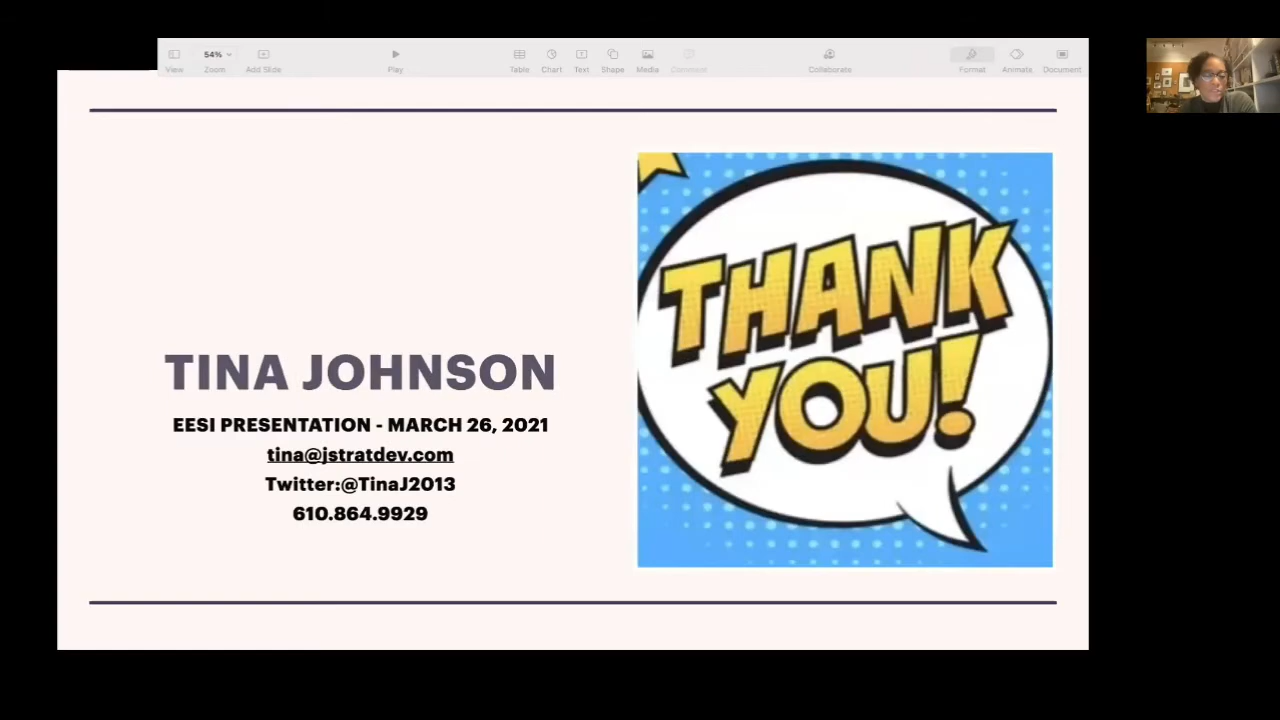 54%
View
Zoom
Add Slide
Play
Table
Chart
Text
Shape
Media
Comment
Collaborate
Format
Animate
Document
THANK
YOU!
TINA JOHNSON
EESI PRESENTATION - MARCH 26, 2021
tina@jstratdev.com
Twitter:@TinaJ2013
610.864.9929